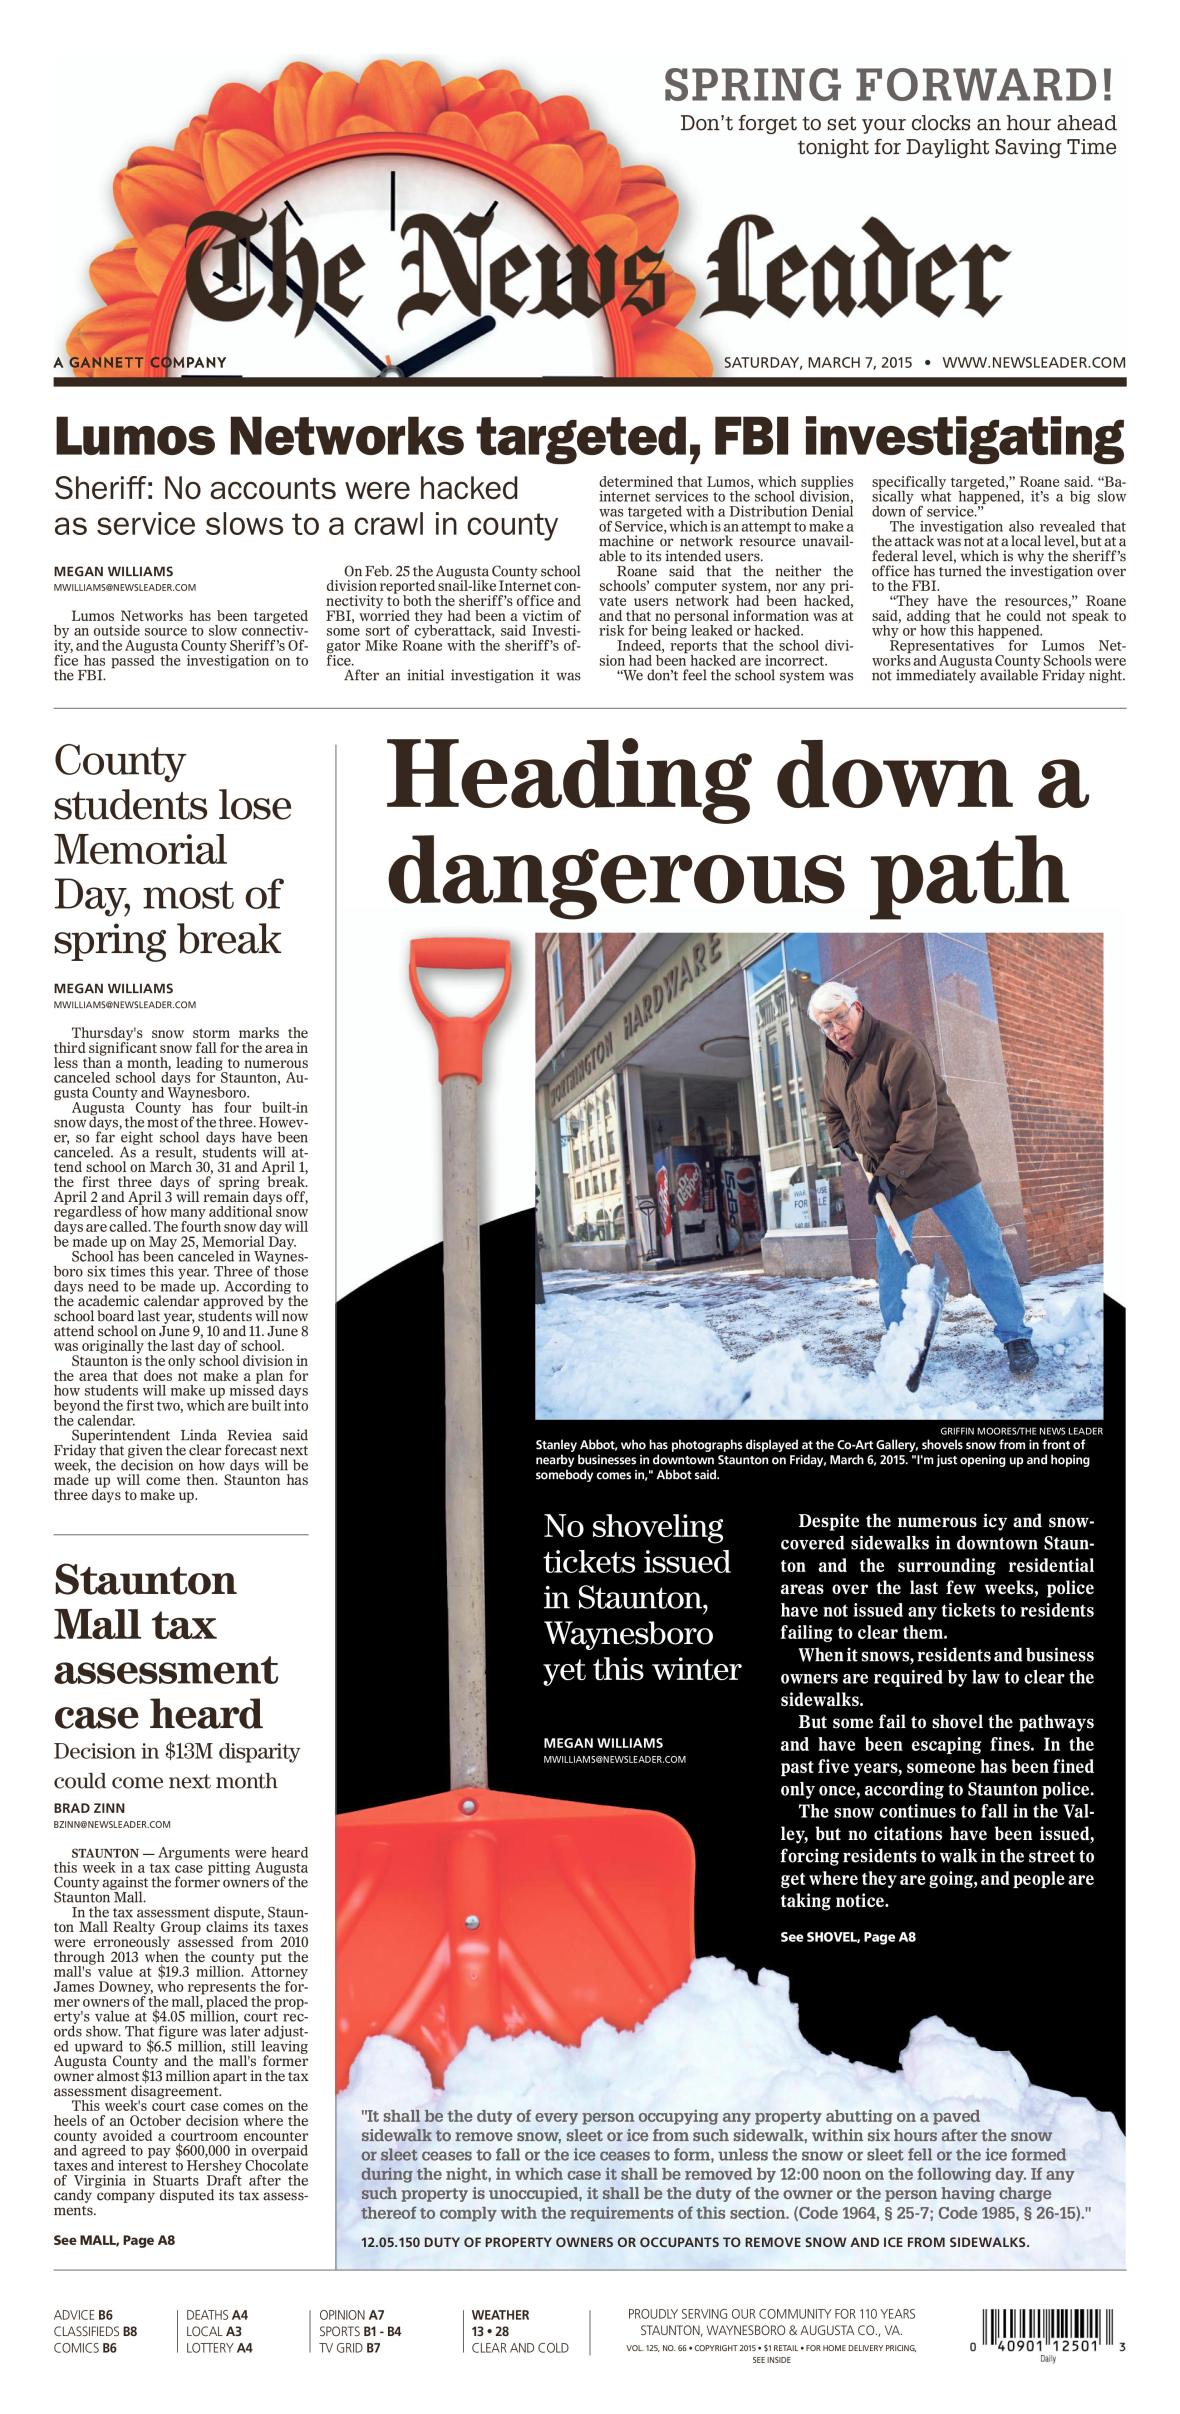 SPRING FORWARD!
Don't forget to set your clocks an hour ahead
tonight for Daylight Saving Time
The News Leader
A GANNETT COMPANY
SATURDAY, MARCH 7, 2015 • WWW.NEWSLEADER.COM
Lumos Networks targeted, FBI investigating
Sheriff: No accounts were hacked
as service slows to a crawl in county
MEGAN WILLIAMS
MWILLIAMS@NEWSLEADER.COM
Lumos Networks has been targeted
by an outside source to slow connectiv-
ity, and the Augusta County Sheriff's Of-
fice has passed the investigation on to
the FBI.
On Feb. 25 the Augusta County school
division reported snail-like Internet con-
nectivity to both the sheriff's office and
FBI, worried they had been a victim of
some sort of cyberattack, said Investi-
gator Mike Roane with the sheriff's of-
fice.
After an initial investigation it was
determined that Lumos, which supplies
internet services to the school division,
was targeted with a Distribution Denial
of Service, which is an attempt to make a
machine or network resource unavail-
able to its intended users.
Roane said that the neither the
schools' computer system, nor any pri-
vate users network had been hacked,
and that no personal information was at
risk for being leaked or hacked.
Indeed, reports that the school divi-
sion had been hacked are incorrect.
"We don't feel the school system was
specifically targeted," Roane said. "Ba-
sically what happened, it's a big slow
down of service."
The investigation also revealed that
the attack was not at a local level, but at a
federal level, which is why the sheriff's
office has turned the investigation over
to the FBI.
"They have the resources," Roane
said, adding that he could not speak to
why or how this happened.
Representatives for Lumos Net-
works and Augusta County Schools were
not immediately available Friday night.
County
students lose
Memorial
Day, most of
spring break
MEGAN WILLIAMS
MWILLIAMS@NEWSLEADER.COM
Thursday's snow storm marks the
third significant snow fall for the area in
less than a month, leading to numerous
canceled school days for Staunton, Au-
gusta County and Waynesboro.
Augusta County has four built-in
snow days, the most of the three. Howev-
er, so far eight school days have been
canceled. As a result, students will at-
tend school on March 30, 31 and April 1,
the first three days of spring break.
April 2 and April 3 will remain days off,
regardless of how many additional snow
days are called. The fourth snow day will
be made up on May 25, Memorial Day.
School has been canceled in Waynes-
boro six times this year. Three of those
days need to be made up. According to
the academic calendar approved by the
school board last year, students will now
attend school on June 9, 10 and 11. June 8
was originally the last day of school.
Staunton is the only school division in
the area that does not make a plan for
how students will make up missed days
beyond the first two, which are built into
the calendar.
Superintendent Linda Reviea said
Friday that given the clear forecast next
week, the decision on how days will be
made up will come then. Staunton has
three days to make up.
Staunton
Mall tax
assessment
case heard
Decision in $13M disparity
could come next month
BRAD ZINN
BZINN@NEWSLEADER.COM
STAUNTON — Arguments were heard
this week in a tax case pitting Augusta
County against the former owners of the
Staunton Mall.
In the tax assessment dispute, Staun-
ton Mall Realty Group claims its taxes
were erroneously assessed from 2010
through 2013 when the county put the
mall's value at $19.3 million. Attorney
James Downey, who represents the for-
mer owners of the mall, placed the prop-
erty's value at $4.05 million, court rec-
ords show. That figure was later adjust-
ed upward to $6.5 million, still leaving
Augusta County and the mall's former
owner almost $13 million apart in the tax
assessment disagreement.
This week's court case comes on the
heels of an October decision where the
county avoided a courtroom encounter
and agreed to pay $600,000 in overpaid
taxes and interest to Hershey Chocolate
of Virginia in Stuarts Draft after the
candy company disputed its tax assess-
ments.
See MALL, Page A8
Heading down a
dangerous path
WORTHINGTON HARDWARE
Dr Pepper
PEPSI
FOR SALE
GRIFFIN MOORES/THE NEWS LEADER
Stanley Abbot, who has photographs displayed at the Co-Art Gallery, shovels snow from in front of
nearby businesses in downtown Staunton on Friday, March 6, 2015. "I'm just opening up and hoping
somebody comes in," Abbot said.
No shoveling
tickets issued
in Staunton,
Waynesboro
yet this winter
MEGAN WILLIAMS
MWILLIAMS@NEWSLEADER.COM
Despite the numerous icy and snow-
covered sidewalks in downtown Staun-
ton and the surrounding residential
areas over the last few weeks, police
have not issued any tickets to residents
failing to clear them.
When it snows, residents and business
owners are required by law to clear the
sidewalks.
But some fail to shovel the pathways
and have been escaping fines. In the
past five years, someone has been fined
only once, according to Staunton police.
The snow continues to fall in the Val-
ley, but no citations have been issued,
forcing residents to walk in the street to
get where they are going, and people are
taking notice.
See SHOVEL, Page A8
"It shall be the duty of every person occupying any property abutting on a paved
sidewalk to remove snow, sleet or ice from such sidewalk, within six hours after the snow
or sleet ceases to fall or the ice ceases to form, unless the snow or sleet fell or the ice formed
during the night, in which case it shall be removed by 12:00 noon on the following day. If any
such property is unoccupied, it shall be the duty of the owner or the person having charge
thereof to comply with the requirements of this section. (Code 1964, § 25-7; Code 1985, § 26-15)."
12.05.150 DUTY OF PROPERTY OWNERS OR OCCUPANTS TO REMOVE SNOW AND ICE FROM SIDEWALKS.
ADVICE B6
CLASSIFIEDS B8
COMICS B6
DEATHS A4
LOCAL A3
LOTTERY A4
OPINION A7
SPORTS B1 - B4
TV GRID B7
WEATHER
13 • 28
CLEAR AND COLD
PROUDLY SERVING OUR COMMUNITY FOR 110 YEARS
STAUNTON, WAYNESBORO & AUGUSTA CO., VA.
VOL. 125, NO. 66 • COPYRIGHT 2015 • $1 RETAIL • FOR HOME DELIVERY PRICING,
SEE INSIDE
0 40901 12501 3
Daily